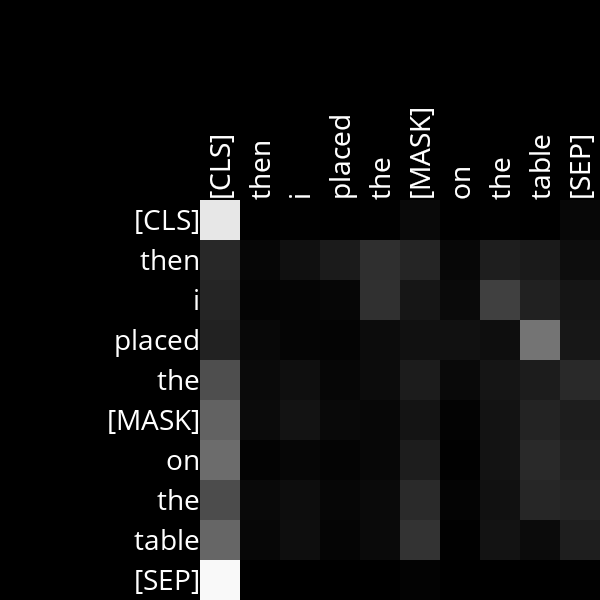 [CLS] then i placed the [MASK] on the table [SEP]
[CLS]
then
i
placed
the
[MASK]
on
the
table
[SEP]